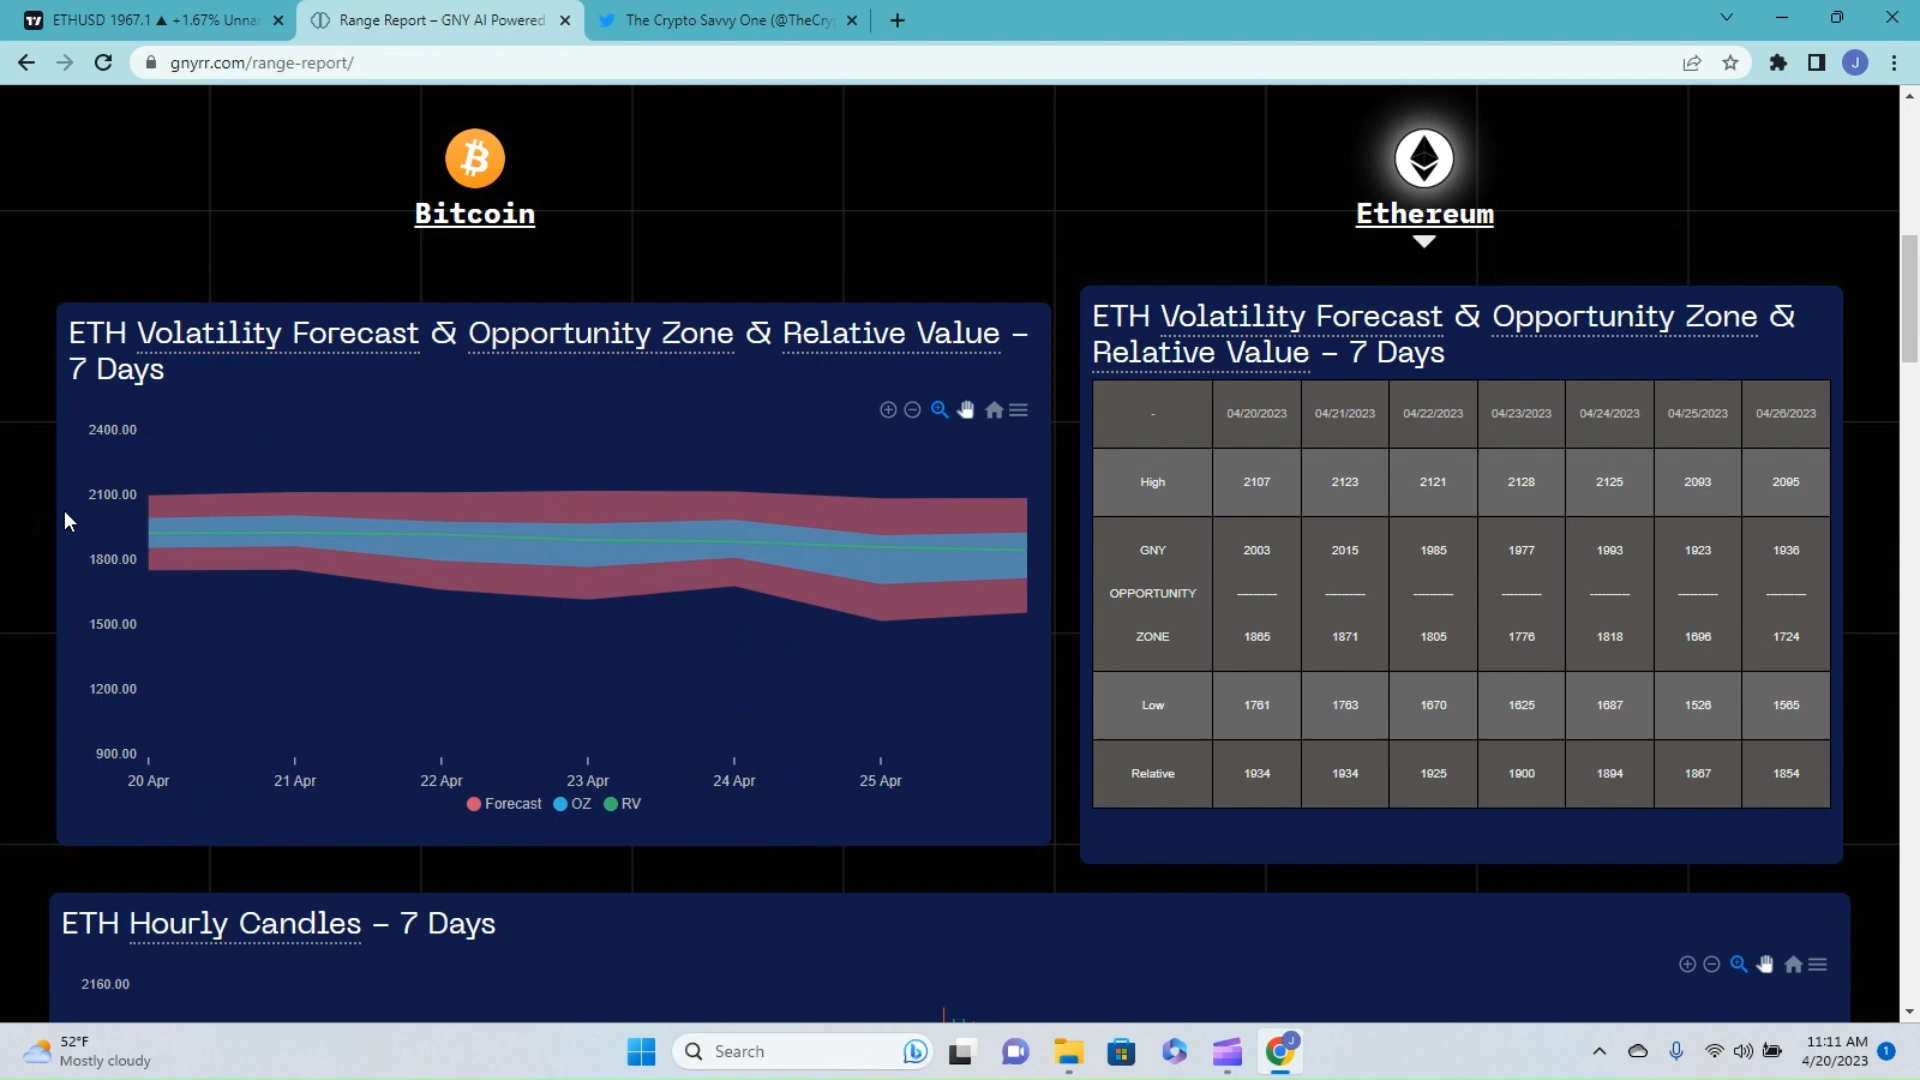 ETHUSD 1967.1 ▲ +1.67% Unna
Range Report – GNY AI Powered
The Crypto Savvy One (@TheCry
gnyrr.com/range-report/
J
Bitcoin
Ethereum
ETH Volatility Forecast & Opportunity Zone & Relative Value –
7 Days
2400.00
2100.00
1800.00
1500.00
1200.00
900.00
20 Apr 21 Apr 22 Apr 23 Apr 24 Apr 25 Apr
Forecast OZ RV
ETH Volatility Forecast & Opportunity Zone &
Relative Value – 7 Days
- 04/20/2023 04/21/2023 04/22/2023 04/23/2023 04/24/2023 04/25/2023 04/26/2023
High 2107 2123 2121 2128 2125 2093 2095
GNY 2003 2015 1985 1977 1993 1923 1936
OPPORTUNITY ---------- ---------- ---------- ---------- ---------- ---------- ----------
ZONE 1865 1871 1805 1776 1818 1696 1724
Low 1761 1763 1670 1625 1687 1526 1565
Relative 1934 1934 1925 1900 1894 1867 1854
ETH Hourly Candles – 7 Days
2160.00
52°F
Mostly cloudy
Search
J
11:11 AM
4/20/2023
1